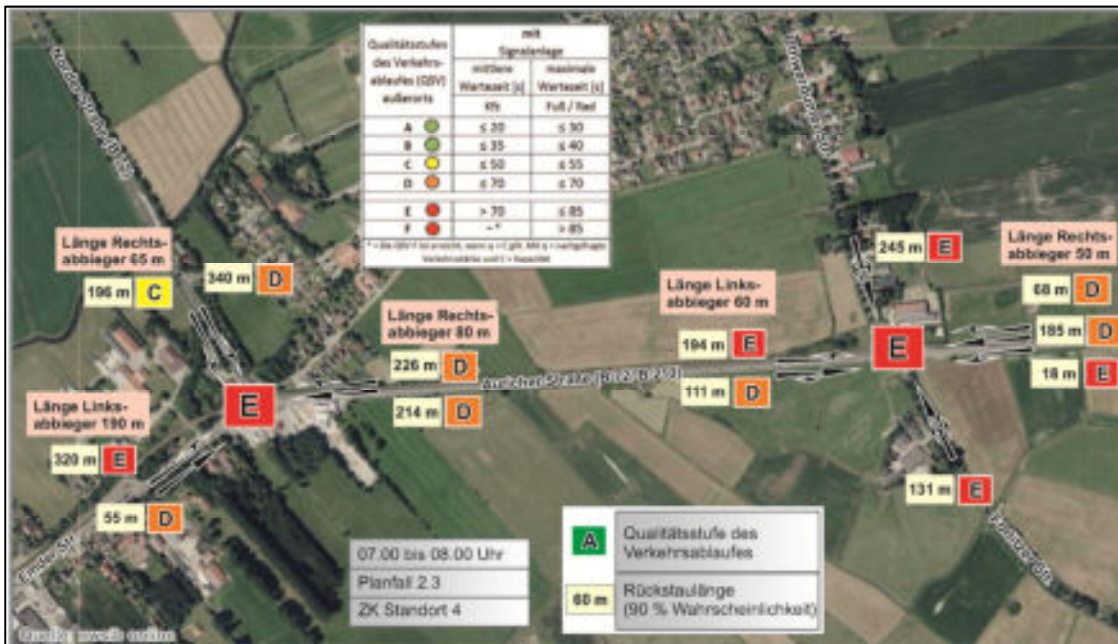 Qualitätsstufen
des Verkehrs-
ablaufes (QSV)
außerorts
mit
Signalanlage
mittlere
Wartezeit [s]
maximale
Wartezeit [s]
Kfz
Fuß / Rad
A ≤ 20 ≤ 30
B ≤ 35 ≤ 40
C ≤ 50 ≤ 55
D ≤ 70 ≤ 70
E > 70 ≤ 85
F - * > 85
Länge Rechts-
abbieger 65 m
196 m C
340 m D
Länge Rechts-
abbieger 80 m
226 m D
214 m D
Länge Links-
abbieger 190 m
320 m E
55 m D
E
Emder Str.
Auricher Straße
Länge Links-
abbieger 60 m
194 m E
111 m D
E
245 m E
Länge Rechts-
abbieger 50 m
68 m D
185 m D
18 m E
131 m E
07.00 bis 08.00 Uhr
Planfall 2.3
ZK Standort 4
A Qualitätsstufe des
Verkehrsablaufes
60 m Rückstaulänge
(90 % Wahrscheinlichkeit)